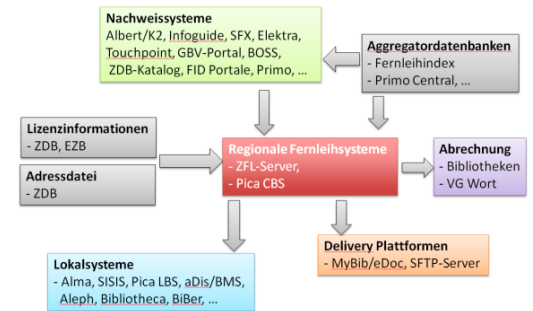 Nachweissysteme
Albert/K2, Infoguide, SFX, Elektra,
Touchpoint, GBV-Portal, BOSS,
ZDB-Katalog, FID Portale, Primo, …
Aggregatordatenbanken
- Fernleihindex
- Primo Central, …
Lizenzinformationen
- ZDB, EZB
Adressdatei
- ZDB
Regionale Fernleihsysteme
- ZFL-Server,
- Pica CBS
Abrechnung
- Bibliotheken
- VG Wort
Delivery Plattformen
- MyBib/eDoc, SFTP-Server
Lokalsysteme
- Alma, SISIS, Pica LBS, aDis/BMS,
Aleph, Bibliotheca, BiBer, …